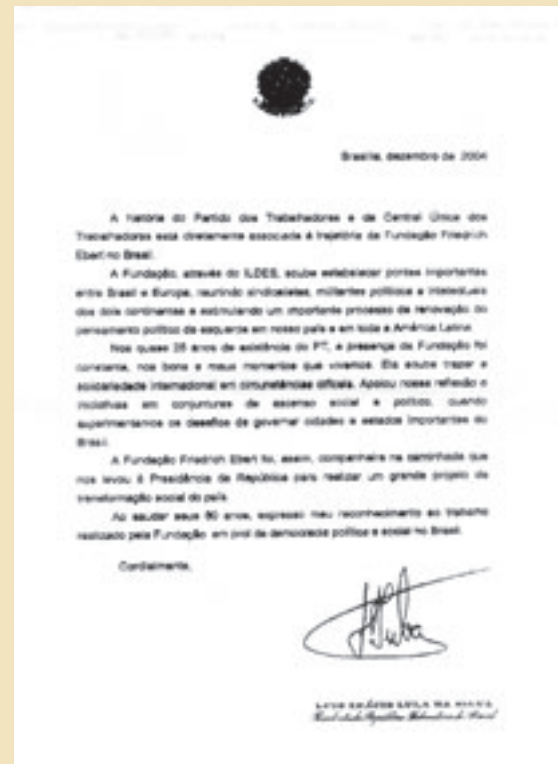 Brasília, dezembro de 2004
A história do Partido dos Trabalhadores e da Central Única dos
Trabalhadores está diretamente associada à trajetória da Fundação Friedrich
Ebert no Brasil.
A Fundação, através do ILDES, soube estabelecer pontes importantes
entre Brasil e Europa, reunindo sindicalistas, militantes políticos e intelectuais
dos dois continentes e estimulando um importante processo de renovação do
pensamento político de esquerda em nosso país e em toda a América Latina.
Nos quase 25 anos de existência do PT, a presença da Fundação foi
constante, nos bons e maus momentos que vivemos. Ela soube trazer a
solidariedade internacional em circunstâncias difíceis. Apoiou nossa reflexão e
iniciativas em conjunturas de ascenso social e político, quando
experimentamos os desafios de governar cidades e estados importantes do
Brasil.
A Fundação Friedrich Ebert foi, assim, companheira na caminhada que
nos levou à Presidência da República para realizar um grande projeto de
transformação social do país.
Ao saudar seus 80 anos, expresso meu reconhecimento ao trabalho
realizado pela Fundação em prol da democracia política e social no Brasil.
Cordialmente,
Lula
LUIZ INÁCIO LULA DA SILVA
Presidente da República Federativa do Brasil